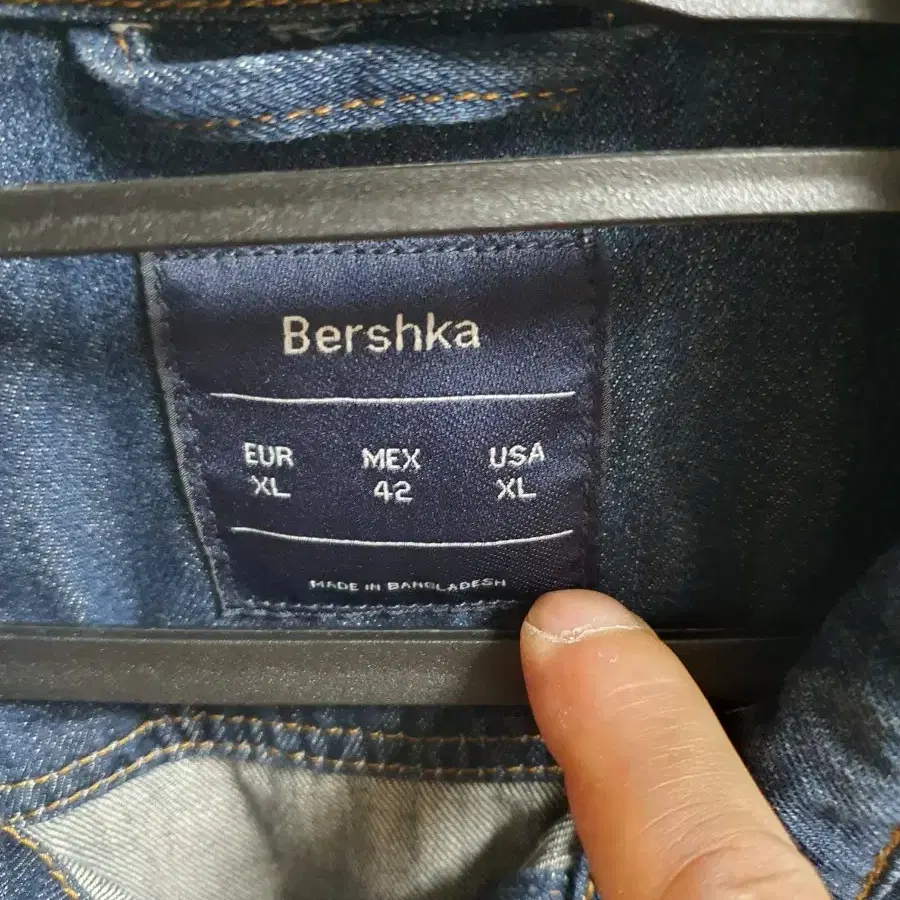 Bershka
EUR MEX USA
XL 42 XL
MADE IN BANGLADESH